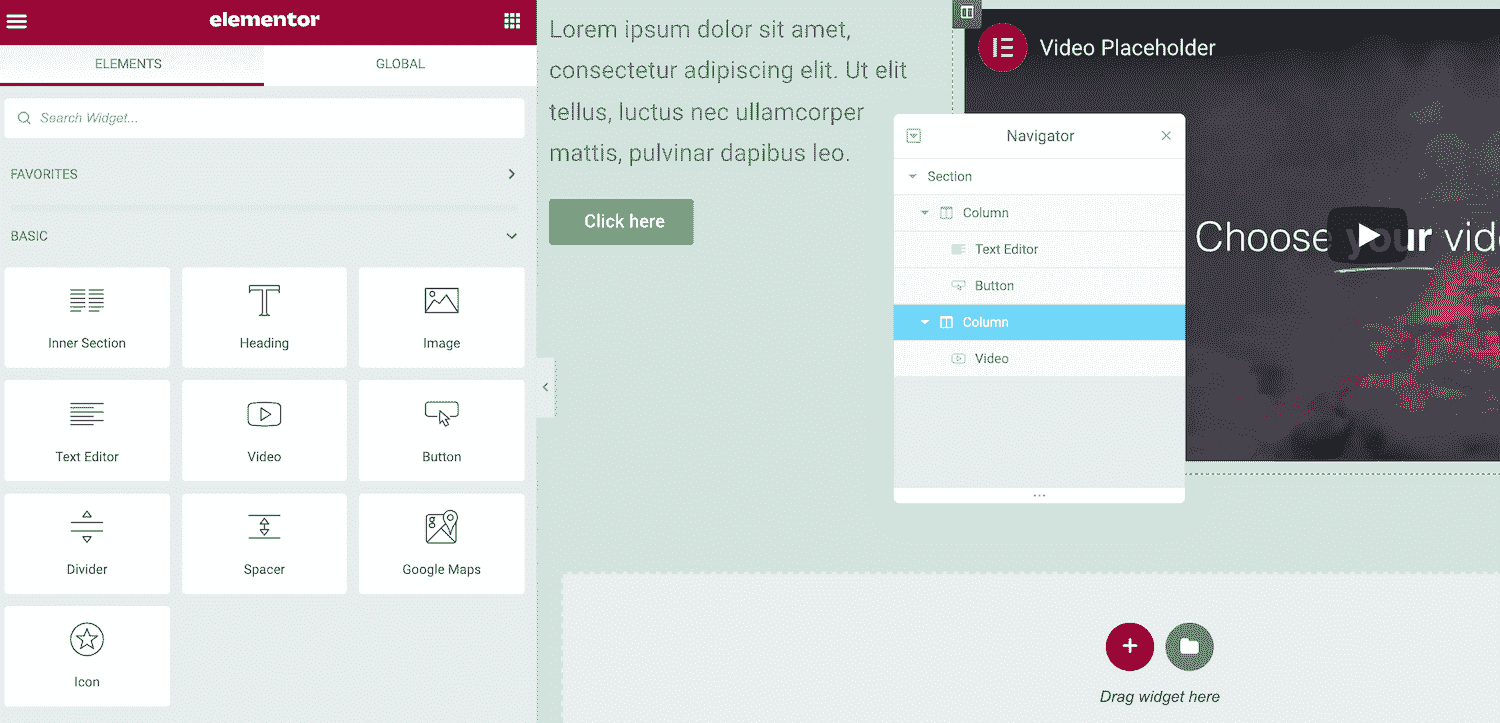 elementor
ELEMENTS
GLOBAL
Search Widget...
FAVORITES
BASIC
Inner Section
Heading
Image
Text Editor
Video
Button
Divider
Spacer
Google Maps
Icon
Lorem ipsum dolor sit amet,
consectetur adipiscing elit. Ut elit
tellus, luctus nec ullamcorper
mattis, pulvinar dapibus leo.
Click here
Video Placeholder
Choose your vid
Navigator
Section
Column
Text Editor
Button
Column
Video
Drag widget here